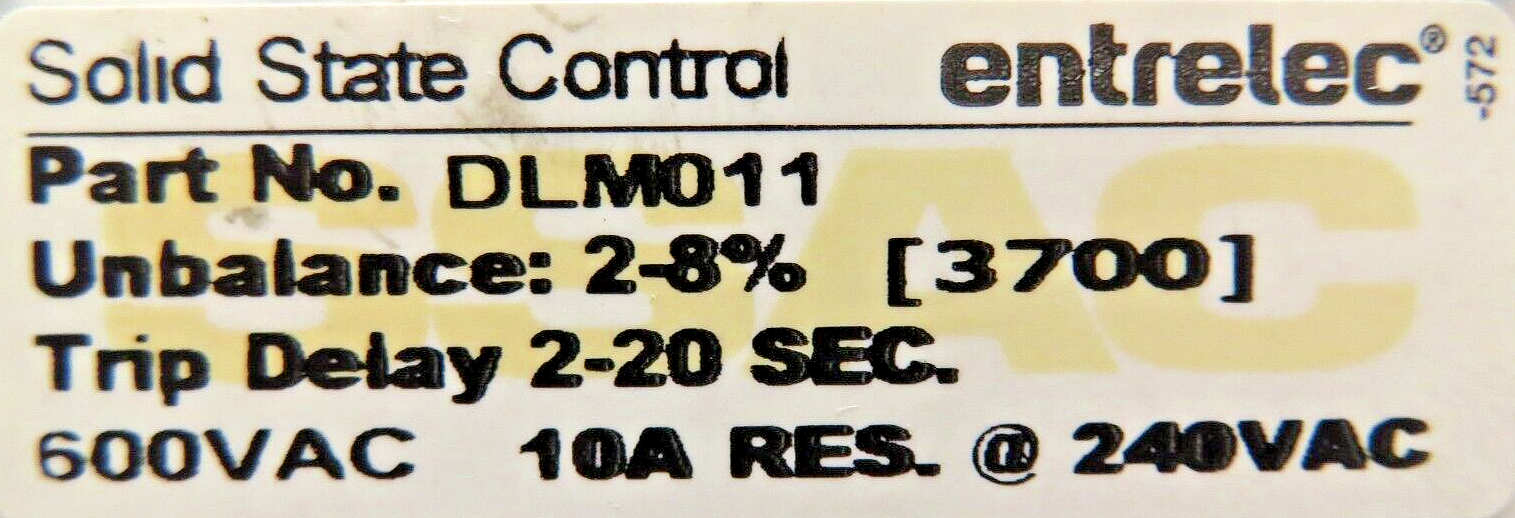 Solid State Control entrelec®
-572
Part No. DLM011
Unbalance: 2-8% [3700]
Trip Delay 2-20 SEC.
600VAC 10A RES. @ 240VAC
SSAC